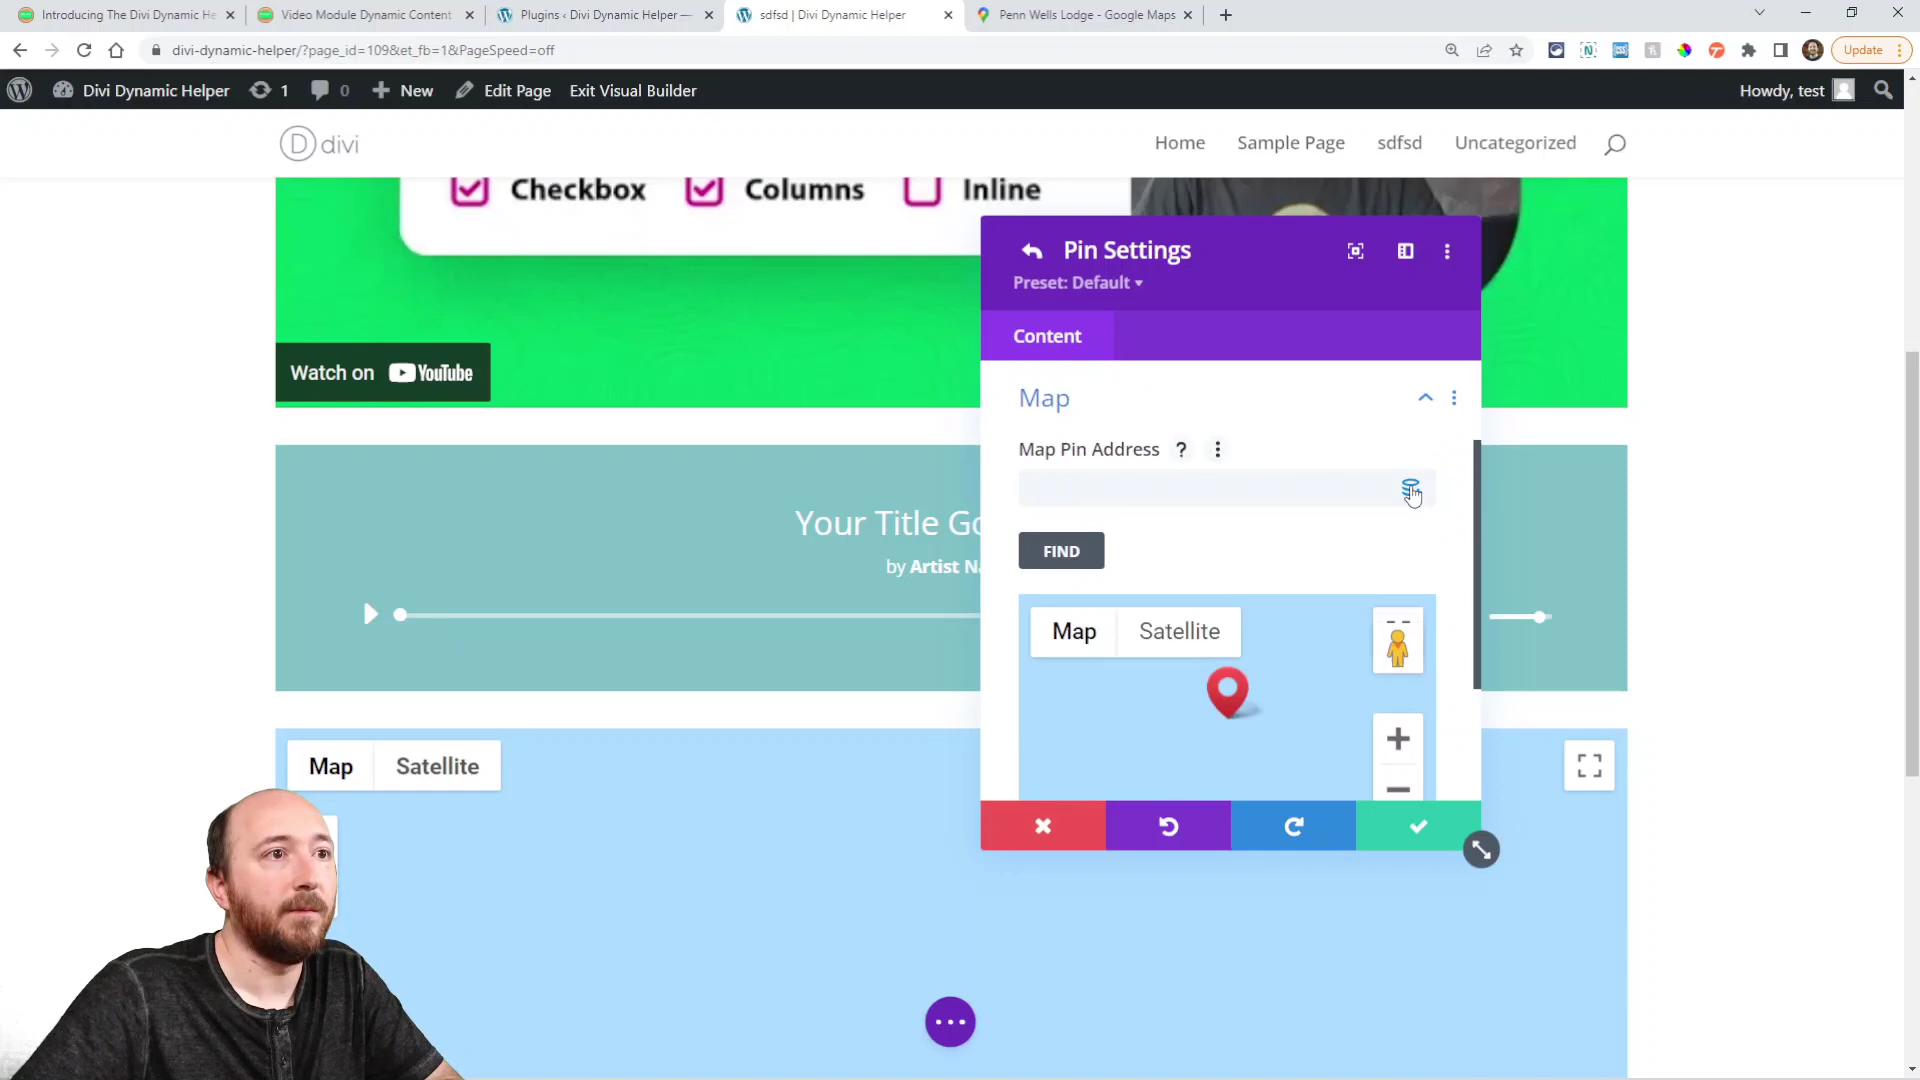 Introducing The Divi Dynamic He
Video Module Dynamic Content
Plugins ‹ Divi Dynamic Helper —
sdfsd | Divi Dynamic Helper
Penn Wells Lodge - Google Maps
divi-dynamic-helper/?page_id=109&et_fb=1&PageSpeed=off
Update
Divi Dynamic Helper
1
0
New
Edit Page
Exit Visual Builder
Howdy, test
D divi
Home
Sample Page
sdfsd
Uncategorized
Checkbox
Columns
Inline
Watch on YouTube
Pin Settings
Preset: Default
Content
Map
Map Pin Address ?
FIND
Map
Satellite
Your Title Go
by Artist Na
Map
Satellite